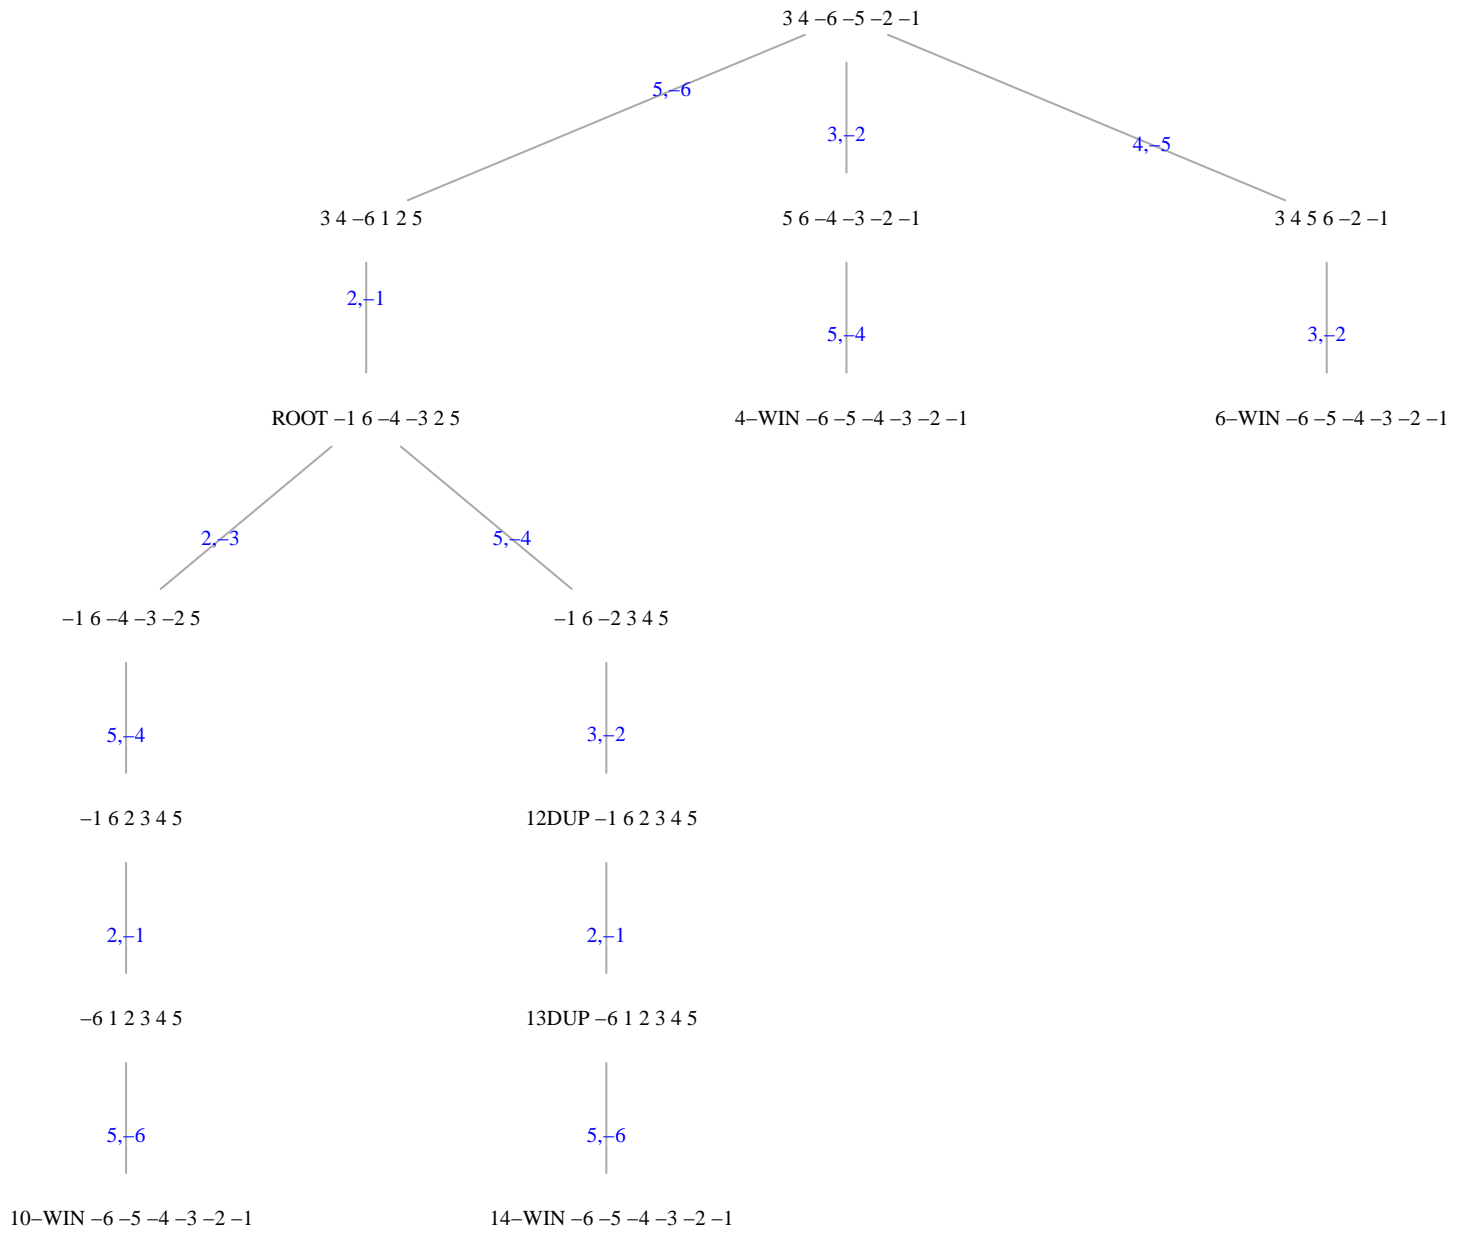 3 4 –6 –5 –2 –1
5,–6
3,–2
4,–5
3 4 –6 1 2 5
5 6 –4 –3 –2 –1
3 4 5 6 –2 –1
2,–1
5,–4
3,–2
ROOT –1 6 –4 –3 2 5
4–WIN –6 –5 –4 –3 –2 –1
6–WIN –6 –5 –4 –3 –2 –1
2,–3
5,–4
–1 6 –4 –3 –2 5
–1 6 –2 3 4 5
5,–4
3,–2
–1 6 2 3 4 5
12DUP –1 6 2 3 4 5
2,–1
2,–1
–6 1 2 3 4 5
13DUP –6 1 2 3 4 5
5,–6
5,–6
10–WIN –6 –5 –4 –3 –2 –1
14–WIN –6 –5 –4 –3 –2 –1